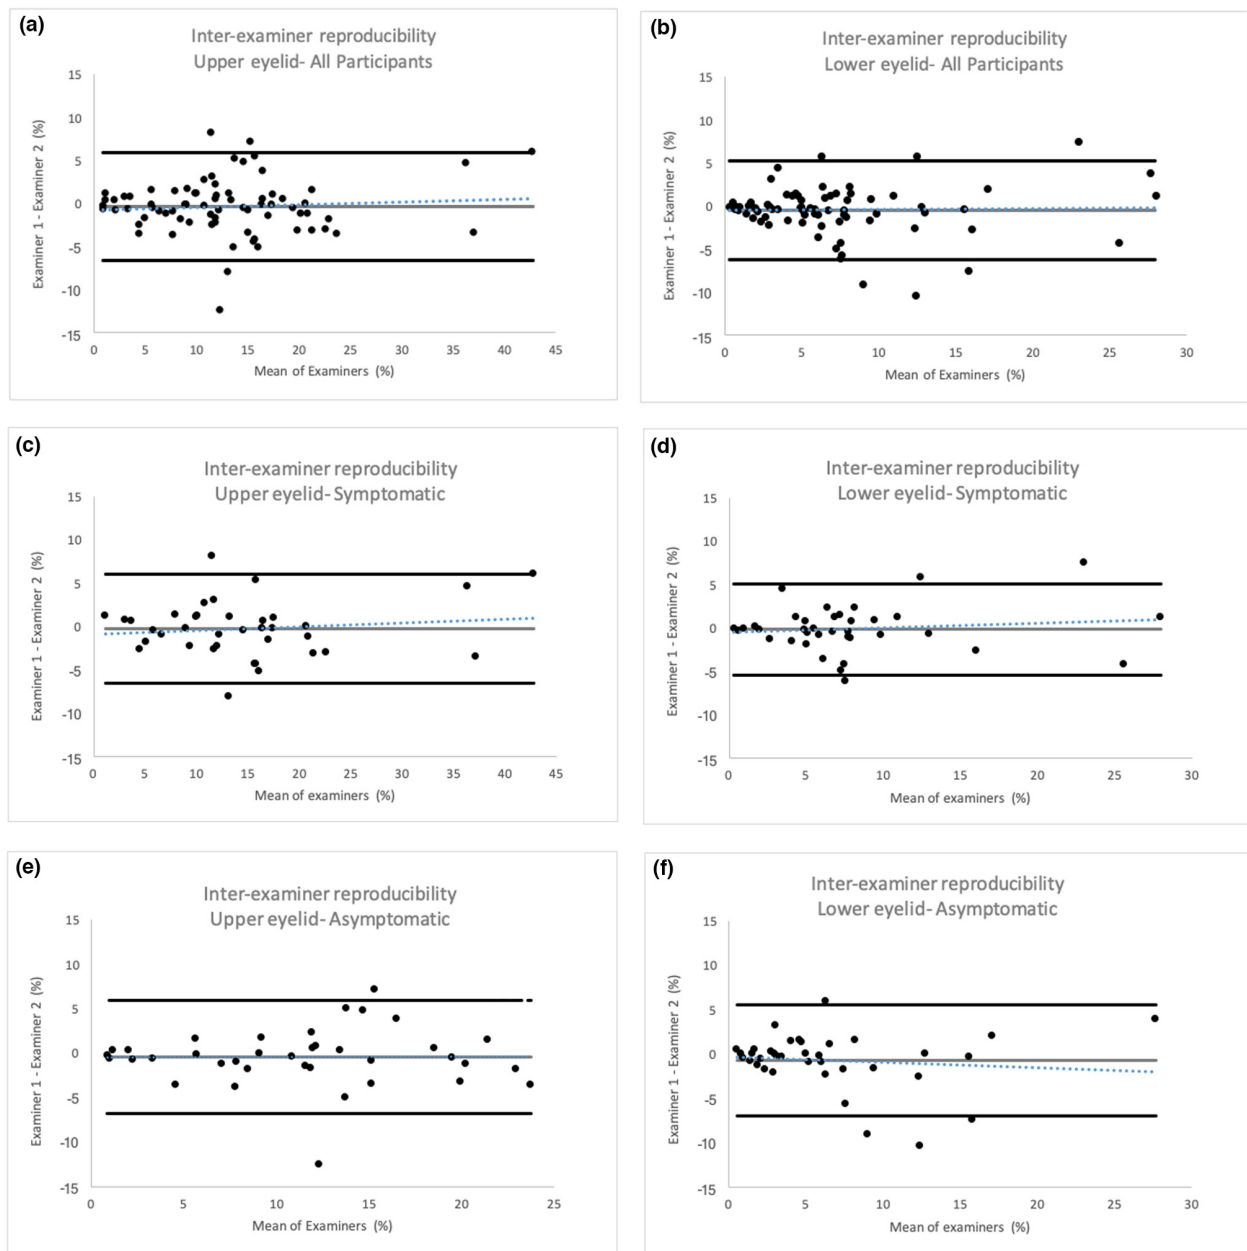 (a)
Inter-examiner reproducibility
Upper eyelid- All Participants
Examiner 1 - Examiner 2 (%)
15
10
5
0
-5
-10
-15
0 5 10 15 20 25 30 35 40 45
Mean of Examiners (%)
(b)
Inter-examiner reproducibility
Lower eyelid- All Participants
Examiner 1 - Examiner 2 (%)
15
10
5
0
-5
-10
-15
0 5 10 15 20 25 30
Mean of Examiners (%)
(c)
Inter-examiner reproducibility
Upper eyelid- Symptomatic
Examiner 1 - Examiner 2 (%)
15
10
5
0
-5
-10
-15
0 5 10 15 20 25 30 35 40 45
Mean of examiners (%)
(d)
Inter-examiner reproducibility
Lower eyelid- Symptomatic
Examiner 1 - Examiner 2 (%)
15
10
5
0
-5
-10
-15
0 5 10 15 20 25 30
Mean of examiners (%)
(e)
Inter-examiner reproducibility
Upper eyelid- Asymptomatic
Examiner 1 - Examiner 2 (%)
15
10
5
0
-5
-10
-15
0 5 10 15 20 25
Mean of Examiners (%)
(f)
Inter-examiner reproducibility
Lower eyelid- Asymptomatic
Examiner 1 - Examiner 2 (%)
15
10
5
0
-5
-10
-15
0 5 10 15 20 25 30
Mean of examiners (%)